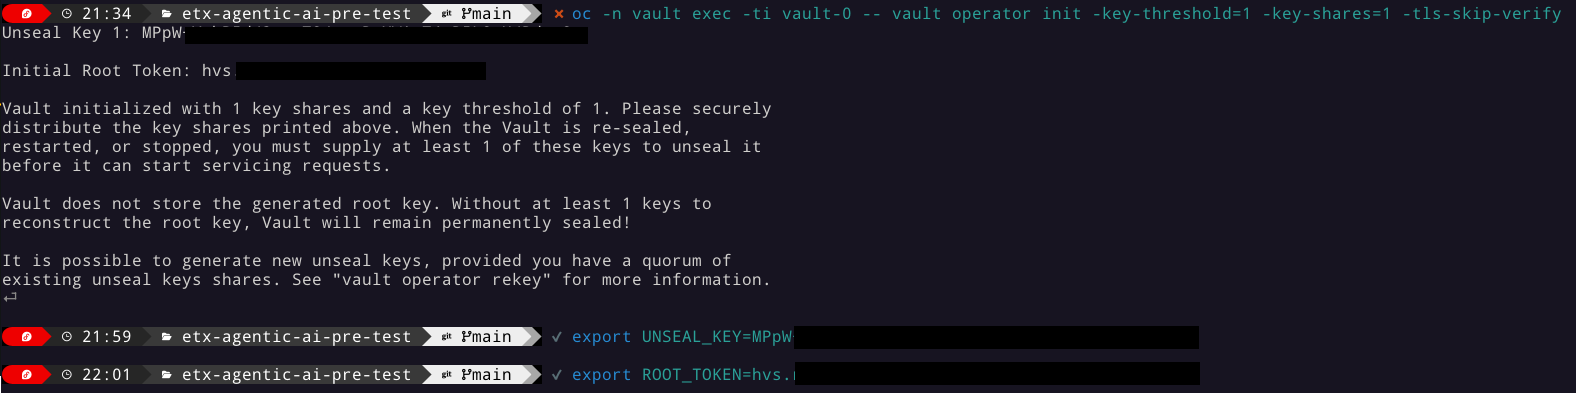 21:34 etx-agentic-ai-pre-test git main × oc -n vault exec -ti vault-0 -- vault operator init -key-threshold=1 -key-shares=1 -tls-skip-verify
Unseal Key 1: MPpW
Initial Root Token: hvs
Vault initialized with 1 key shares and a key threshold of 1. Please securely
distribute the key shares printed above. When the Vault is re-sealed,
restarted, or stopped, you must supply at least 1 of these keys to unseal it
before it can start servicing requests.
Vault does not store the generated root key. Without at least 1 keys to
reconstruct the root key, Vault will remain permanently sealed!
It is possible to generate new unseal keys, provided you have a quorum of
existing unseal keys shares. See "vault operator rekey" for more information.
21:59 etx-agentic-ai-pre-test git main ✓ export UNSEAL_KEY=MPpW
22:01 etx-agentic-ai-pre-test git main ✓ export ROOT_TOKEN=hvs.